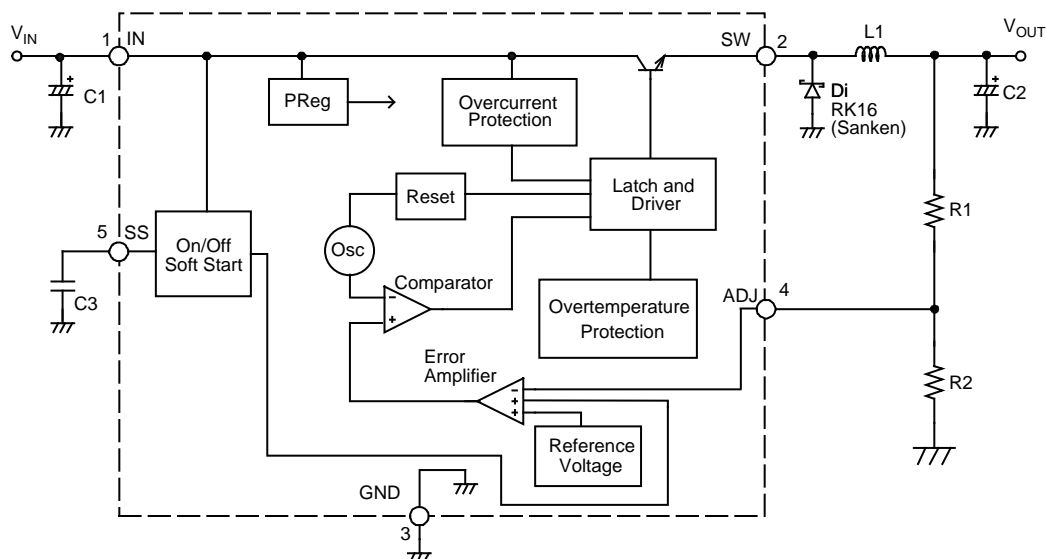 V_IN
1
IN
SW
2
L1
V_OUT
+
C1
PReg
Overcurrent
Protection
Di
RK16
(Sanken)
+
C2
Reset
Latch and
Driver
R1
5
SS
On/Off
Soft Start
Osc
C3
Comparator
−
+
Overtemperature
Protection
ADJ
4
Error
Amplifier
−
+
+
R2
Reference
Voltage
GND
3